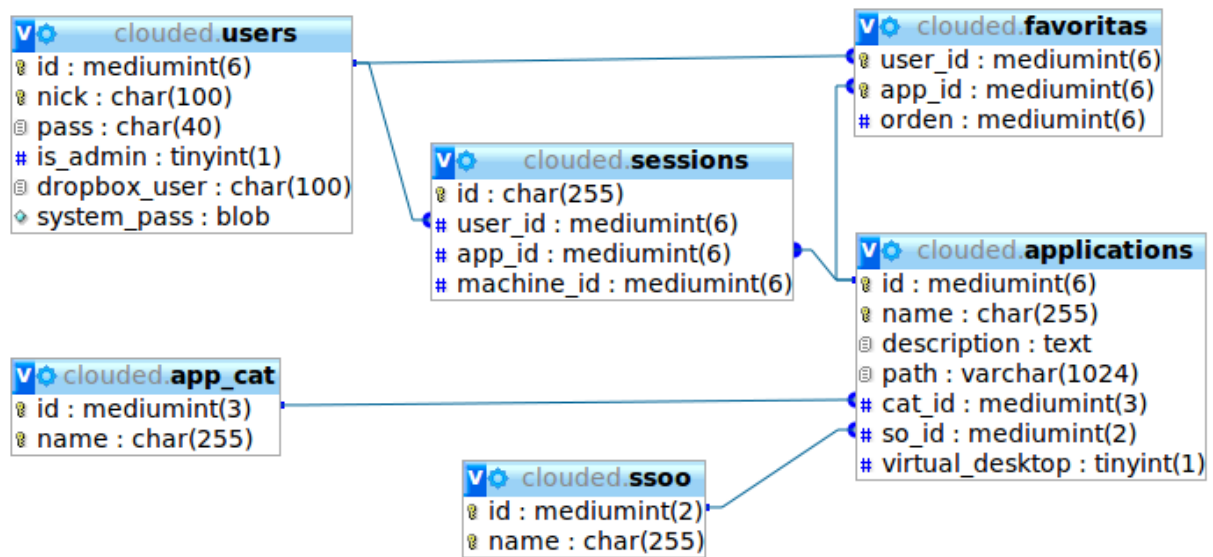 clouded.users
id : mediumint(6)
nick : char(100)
pass : char(40)
# is_admin : tinyint(1)
dropbox_user : char(100)
system_pass : blob
clouded.favoritas
user_id : mediumint(6)
app_id : mediumint(6)
# orden : mediumint(6)
clouded.sessions
id : char(255)
# user_id : mediumint(6)
# app_id : mediumint(6)
# machine_id : mediumint(6)
clouded.applications
id : mediumint(6)
name : char(255)
description : text
path : varchar(1024)
# cat_id : mediumint(3)
# so_id : mediumint(2)
# virtual_desktop : tinyint(1)
clouded.app_cat
id : mediumint(3)
name : char(255)
clouded.ssoo
id : mediumint(2)
name : char(255)